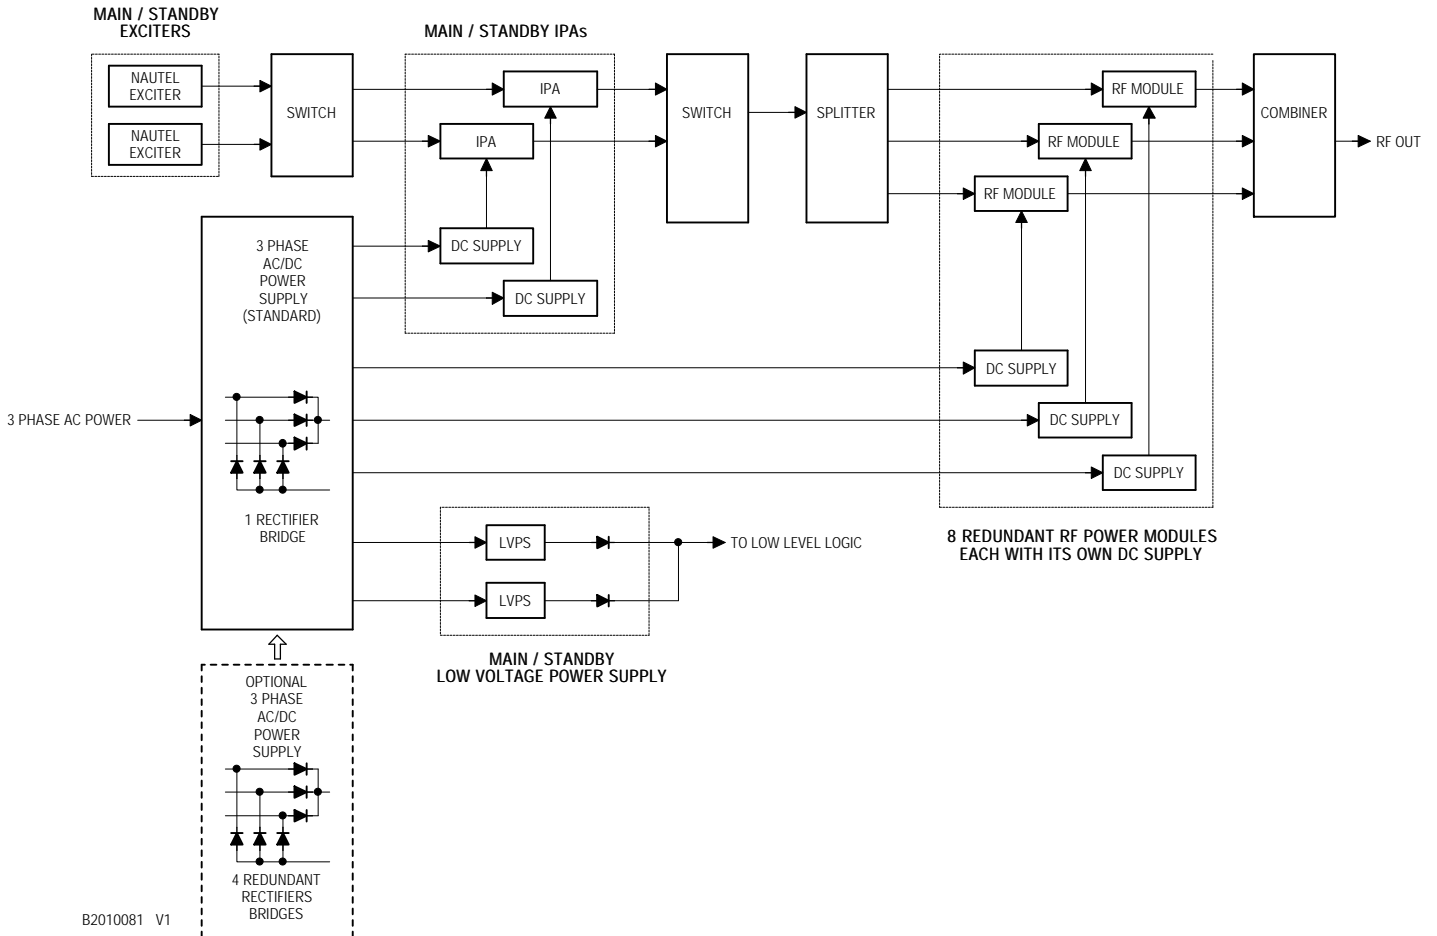 MAIN / STANDBY
EXCITERS
NAUTEL
EXCITER
NAUTEL
EXCITER
SWITCH
MAIN / STANDBY IPAs
IPA
IPA
DC SUPPLY
DC SUPPLY
SWITCH
SPLITTER
RF MODULE
RF MODULE
RF MODULE
COMBINER
RF OUT
3 PHASE
AC/DC
POWER
SUPPLY
(STANDARD)
3 PHASE AC POWER
1 RECTIFIER
BRIDGE
DC SUPPLY
DC SUPPLY
DC SUPPLY
8 REDUNDANT RF POWER MODULES
EACH WITH ITS OWN DC SUPPLY
LVPS
LVPS
TO LOW LEVEL LOGIC
MAIN / STANDBY
LOW VOLTAGE POWER SUPPLY
OPTIONAL
3 PHASE
AC/DC
POWER
SUPPLY
4 REDUNDANT
RECTIFIERS
BRIDGES
B2010081 V1